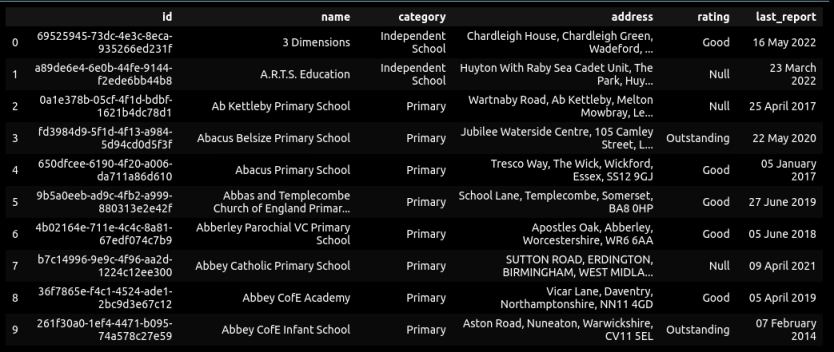 id name category address rating last_report
0 69525945-73dc-4e3c-8eca-935266ed231f 3 Dimensions Independent School Chardleigh House, Chardleigh Green, Wadeford, ... Good 16 May 2022
1 a89de6e4-6e0b-44fe-9144-f2ede6bb44b8 A.R.T.S. Education Independent School Huyton With Raby Sea Cadet Unit, The Park, Huy... Null 23 March 2022
2 0a1e378b-05cf-4f1d-bdbf-1621b4dc78d1 Ab Kettleby Primary School Primary Wartnaby Road, Ab Kettleby, Melton Mowbray, Le... Null 25 April 2017
3 fd3984d9-5f1d-4f13-a984-5d94cd0d5f3f Abacus Belsize Primary School Primary Jubilee Waterside Centre, 105 Camley Street, L... Outstanding 22 May 2020
4 650dfcee-6190-4f20-a006-da711a86d610 Abacus Primary School Primary Tresco Way, The Wick, Wickford, Essex, SS12 9GJ Good 05 January 2017
5 9b5a0eeb-ad9c-4fb2-a999-880313e2e42f Abbas and Templecombe Church of England Primar... Primary School Lane, Templecombe, Somerset, BA8 0HP Good 27 June 2019
6 4b02164e-711e-4c4c-8a81-67edf074c7b9 Abberley Parochial VC Primary School Primary Apostles Oak, Abberley, Worcestershire, WR6 6AA Good 05 June 2018
7 b7c14996-9e9c-4f96-aa2d-1224c12ee300 Abbey Catholic Primary School Primary SUTTON ROAD, ERDINGTON, BIRMINGHAM, WEST MIDLA... Null 09 April 2021
8 36f7865e-f4c1-4524-ade1-2bc9d3e67c12 Abbey CofE Academy Primary Vicar Lane, Daventry, Northamptonshire, NN11 4GD Good 05 April 2019
9 261f30a0-1ef4-4471-b095-74a578c27e59 Abbey CofE Infant School Primary Aston Road, Nuneaton, Warwickshire, CV11 5EL Outstanding 07 February 2014